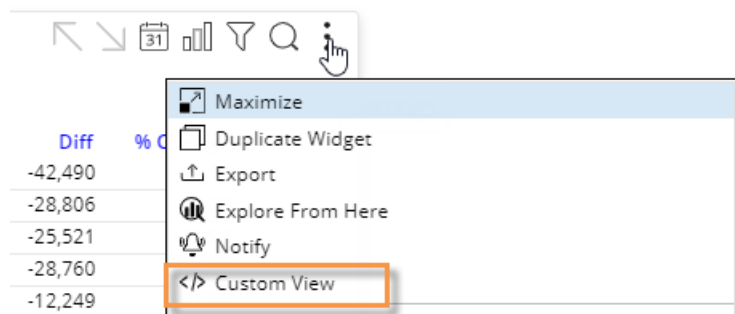 31
Maximize
Diff % C Duplicate Widget
-42,490 Export
-28,806 Explore From Here
-25,521 Notify
-28,760 </> Custom View
-12,249